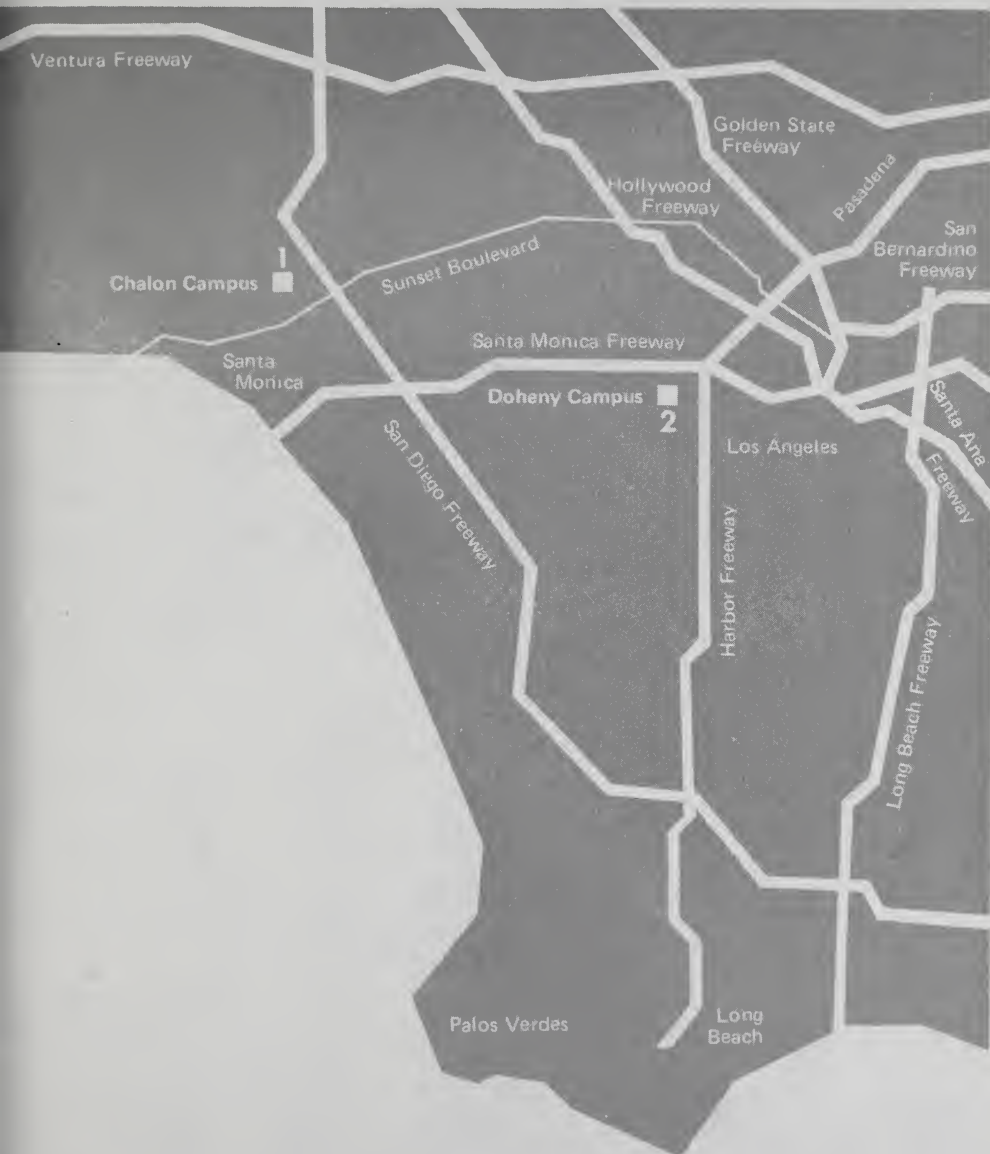 Ventura Freeway
Golden State
Freeway
Pasadena
Hollywood
Freeway
San
Bernardino
Freeway
1
Chalon Campus
Sunset Boulevard
Santa Monica Freeway
Santa
Monica
Doheny Campus
2
Los Angeles
San Diego Freeway
Santa Ana
Freeway
Harbor Freeway
Long Beach Freeway
Palos Verdes
Long
Beach